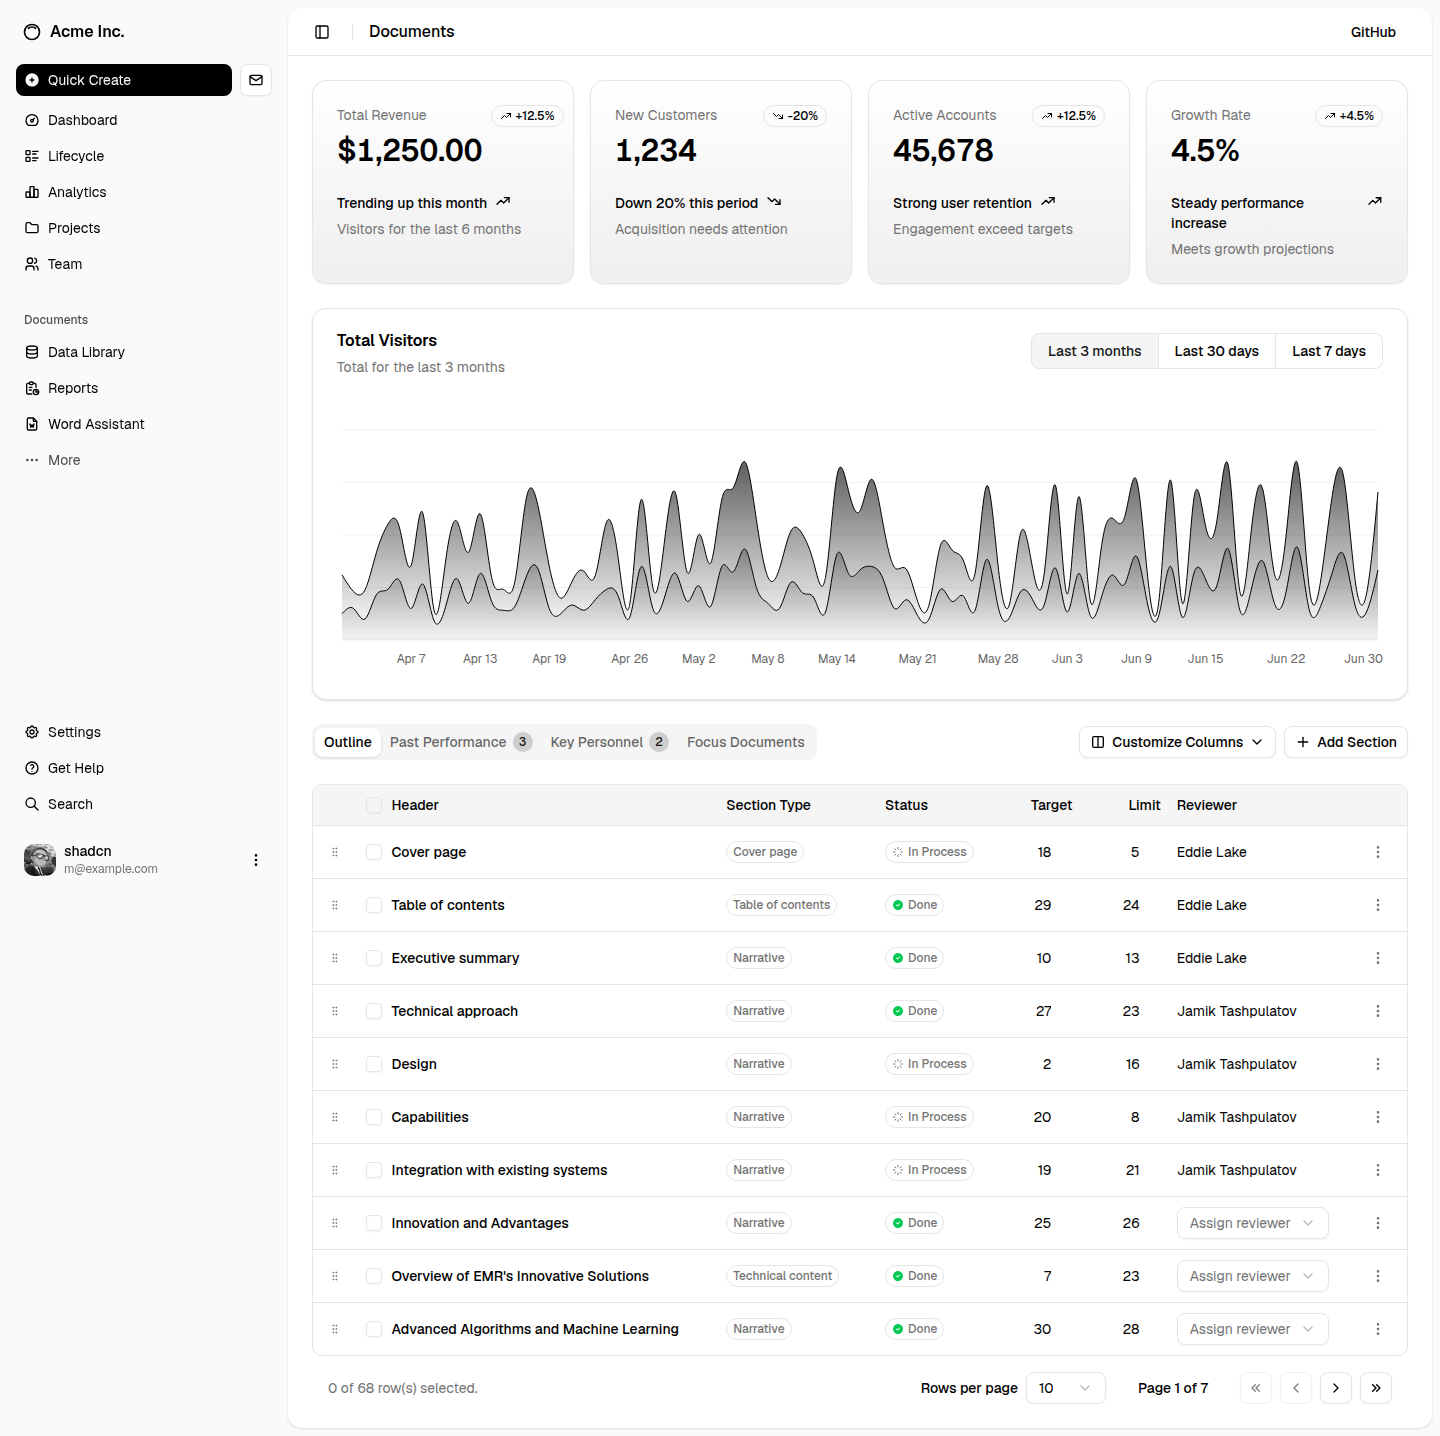 Acme Inc.
Quick Create
Dashboard
Lifecycle
Analytics
Projects
Team
Documents
Data Library
Reports
Word Assistant
More
Settings
Get Help
Search
shadcn
m@example.com
Documents
GitHub
Total Revenue
+12.5%
$1,250.00
Trending up this month
Visitors for the last 6 months
New Customers
-20%
1,234
Down 20% this period
Acquisition needs attention
Active Accounts
+12.5%
45,678
Strong user retention
Engagement exceed targets
Growth Rate
+4.5%
4.5%
Steady performance
increase
Meets growth projections
Total Visitors
Total for the last 3 months
Last 3 months Last 30 days Last 7 days
Apr 7 Apr 13 Apr 19 Apr 26 May 2 May 8 May 14 May 21 May 28 Jun 3 Jun 9 Jun 15 Jun 22 Jun 30
Outline Past Performance 3 Key Personnel 2 Focus Documents
Customize Columns Add Section
Header Section Type Status Target Limit Reviewer
Cover page Cover page In Process 18 5 Eddie Lake
Table of contents Table of contents Done 29 24 Eddie Lake
Executive summary Narrative Done 10 13 Eddie Lake
Technical approach Narrative Done 27 23 Jamik Tashpulatov
Design Narrative In Process 2 16 Jamik Tashpulatov
Capabilities Narrative In Process 20 8 Jamik Tashpulatov
Integration with existing systems Narrative In Process 19 21 Jamik Tashpulatov
Innovation and Advantages Narrative Done 25 26 Assign reviewer
Overview of EMR's Innovative Solutions Technical content Done 7 23 Assign reviewer
Advanced Algorithms and Machine Learning Narrative Done 30 28 Assign reviewer
0 of 68 row(s) selected.
Rows per page 10 Page 1 of 7